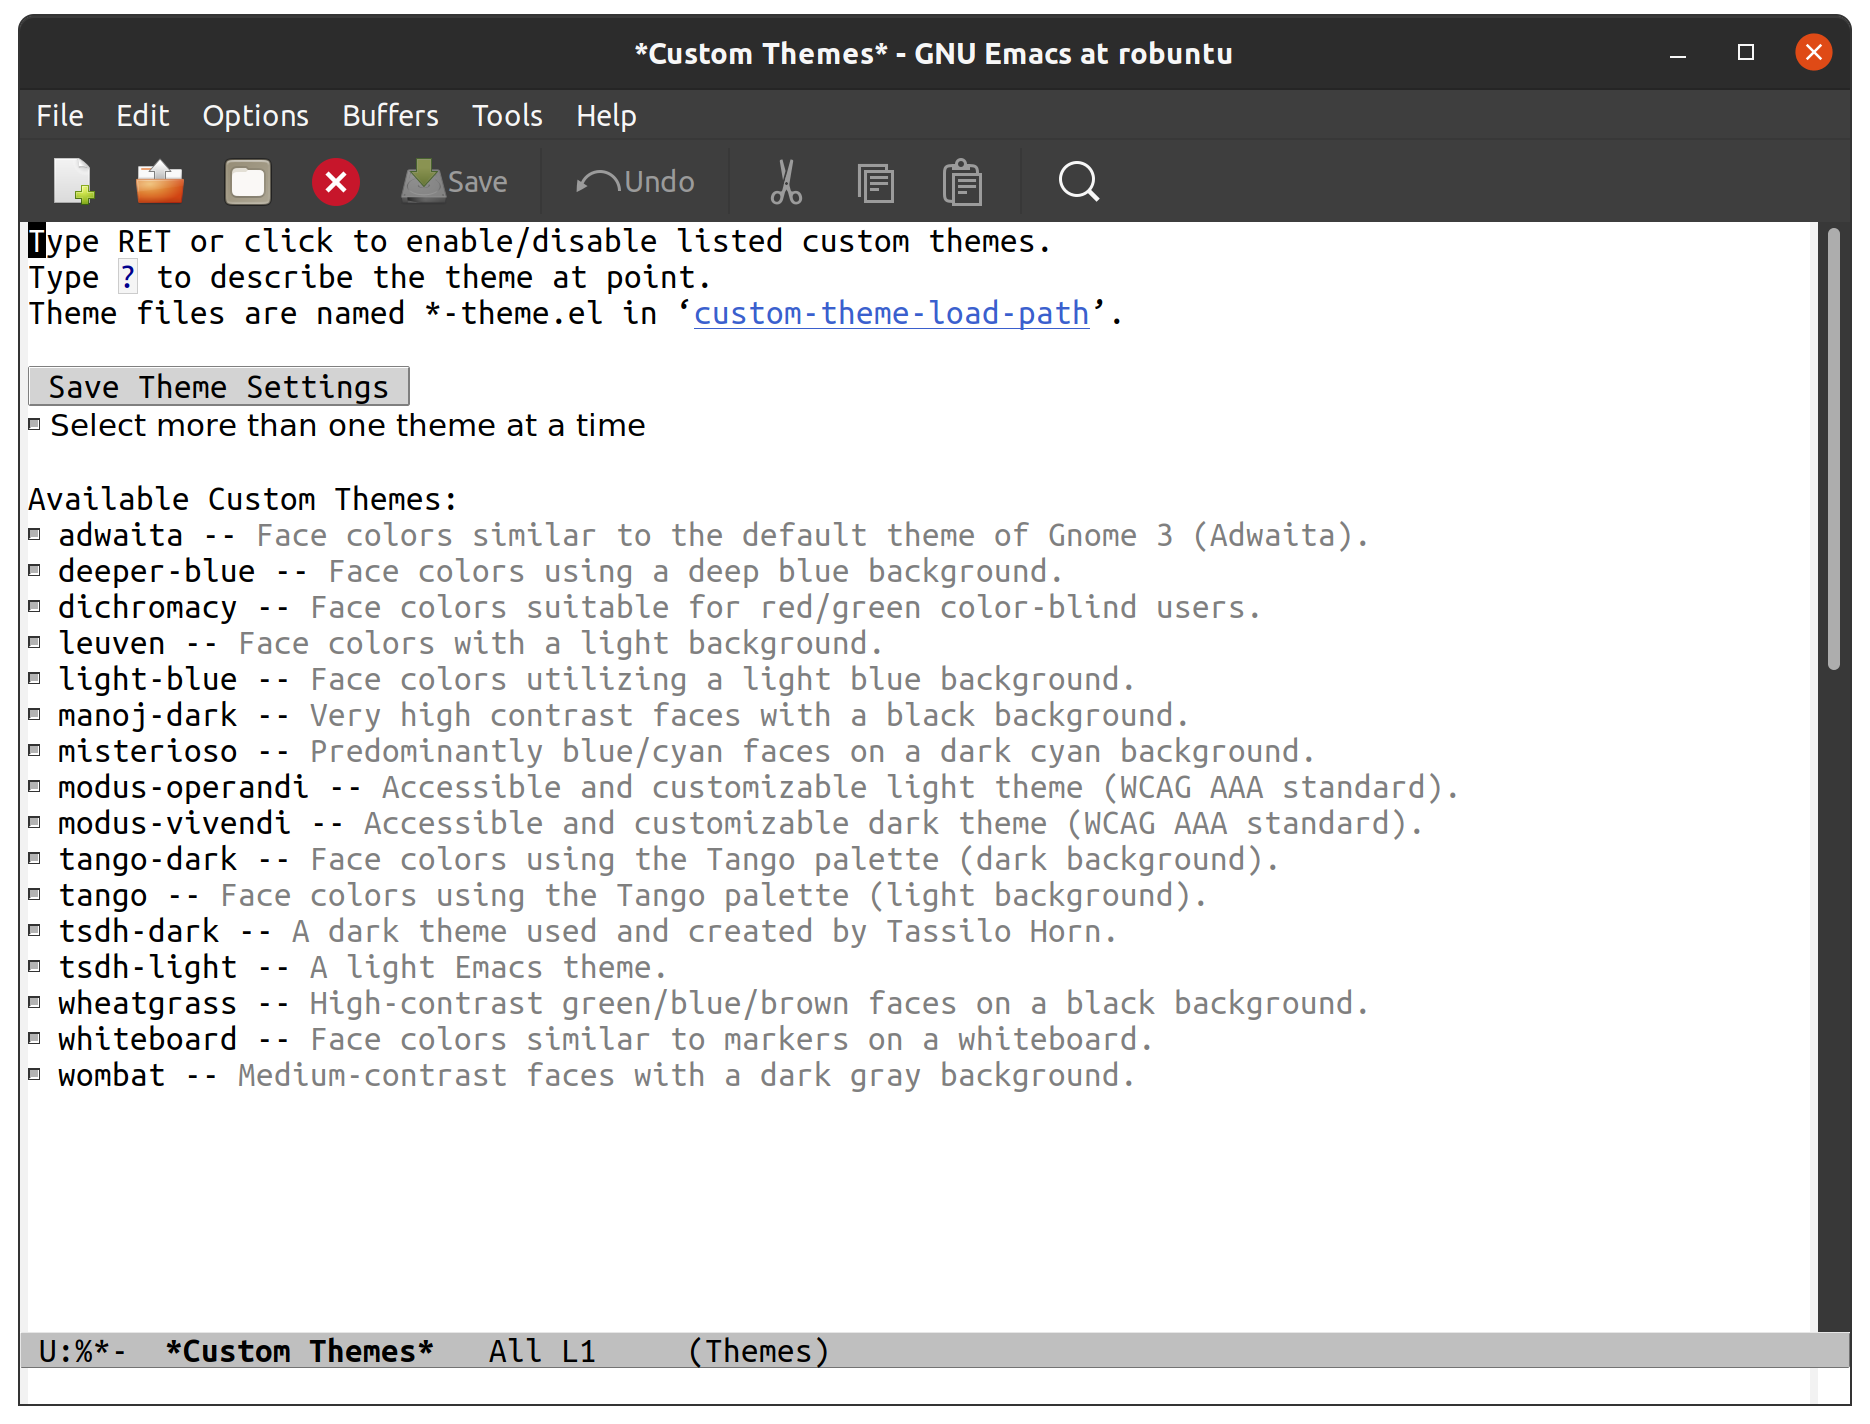 *Custom Themes* - GNU Emacs at robuntu
File Edit Options Buffers Tools Help
Save Undo
Type RET or click to enable/disable listed custom themes.
Type ? to describe the theme at point.
Theme files are named *-theme.el in ‘custom-theme-load-path’.
Save Theme Settings
Select more than one theme at a time
Available Custom Themes:
adwaita -- Face colors similar to the default theme of Gnome 3 (Adwaita).
deeper-blue -- Face colors using a deep blue background.
dichromacy -- Face colors suitable for red/green color-blind users.
leuven -- Face colors with a light background.
light-blue -- Face colors utilizing a light blue background.
manoj-dark -- Very high contrast faces with a black background.
misterioso -- Predominantly blue/cyan faces on a dark cyan background.
modus-operandi -- Accessible and customizable light theme (WCAG AAA standard).
modus-vivendi -- Accessible and customizable dark theme (WCAG AAA standard).
tango-dark -- Face colors using the Tango palette (dark background).
tango -- Face colors using the Tango palette (light background).
tsdh-dark -- A dark theme used and created by Tassilo Horn.
tsdh-light -- A light Emacs theme.
wheatgrass -- High-contrast green/blue/brown faces on a black background.
whiteboard -- Face colors similar to markers on a whiteboard.
wombat -- Medium-contrast faces with a dark gray background.
U:%*- *Custom Themes* All L1 (Themes)